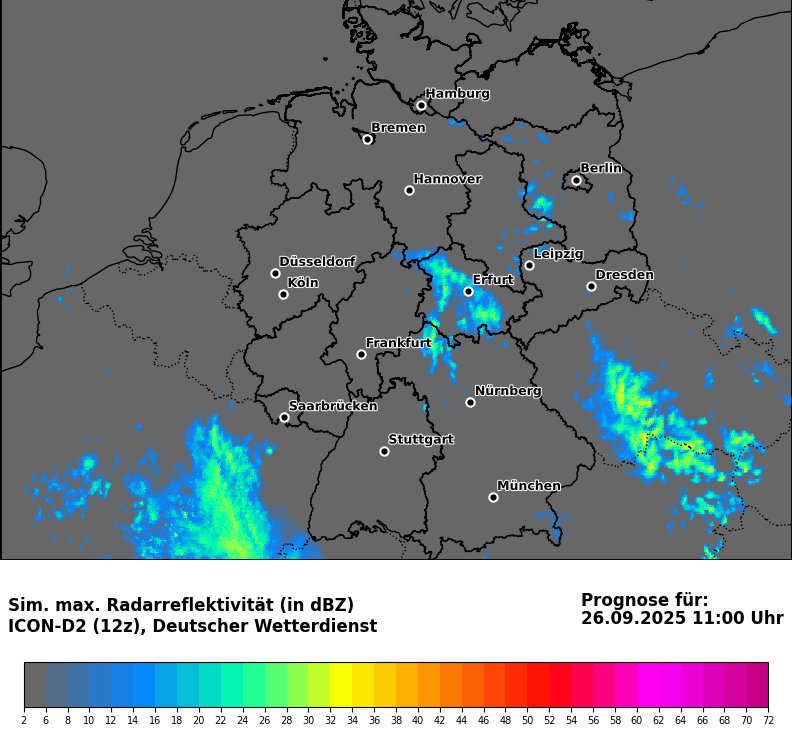 Hamburg
Bremen
Berlin
Hannover
Leipzig
Düsseldorf
Dresden
Köln
Erfurt
Frankfurt
Nürnberg
Saarbrücken
Stuttgart
München
Sim. max. Radarreflektivität (in dBZ)
ICON-D2 (12z), Deutscher Wetterdienst
Prognose für:
26.09.2025 11:00 Uhr
2 6 8 10 12 14 16 18 20 22 24 26 28 30 32 34 36 38 40 42 44 46 48 50 52 54 56 58 60 62 64 66 68 70 72